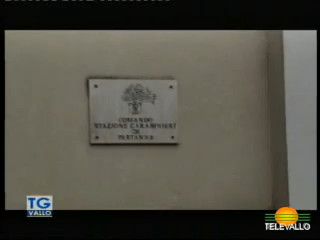 COMANDO
STAZIONE CARABINIERI
DI
PARTANNA
TG
VALLO
TELEVALLO